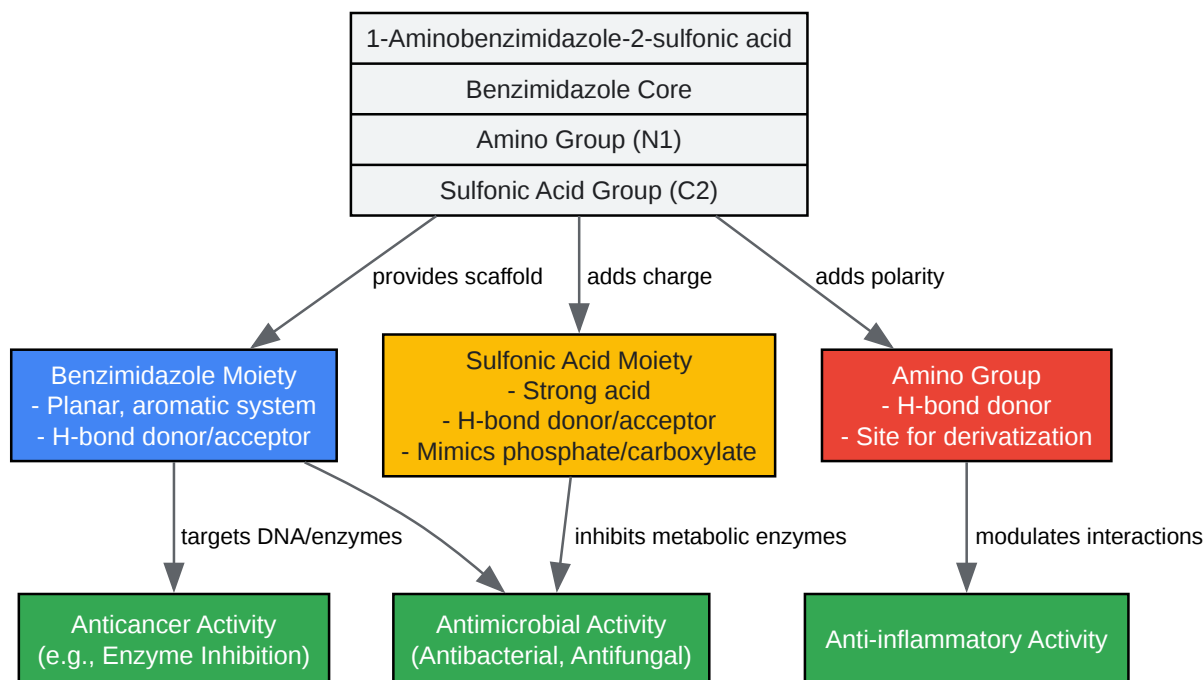 1-Aminobenzimidazole-2-sulfonic acid
Benzimidazole Core
Amino Group (N1)
Sulfonic Acid Group (C2)
provides scaffold
adds charge
adds polarity
Benzimidazole Moiety
- Planar, aromatic system
- H-bond donor/acceptor
Sulfonic Acid Moiety
- Strong acid
- H-bond donor/acceptor
- Mimics phosphate/carboxylate
Amino Group
- H-bond donor
- Site for derivatization
targets DNA/enzymes
inhibits metabolic enzymes
modulates interactions
Anticancer Activity
(e.g., Enzyme Inhibition)
Antimicrobial Activity
(Antibacterial, Antifungal)
Anti-inflammatory Activity